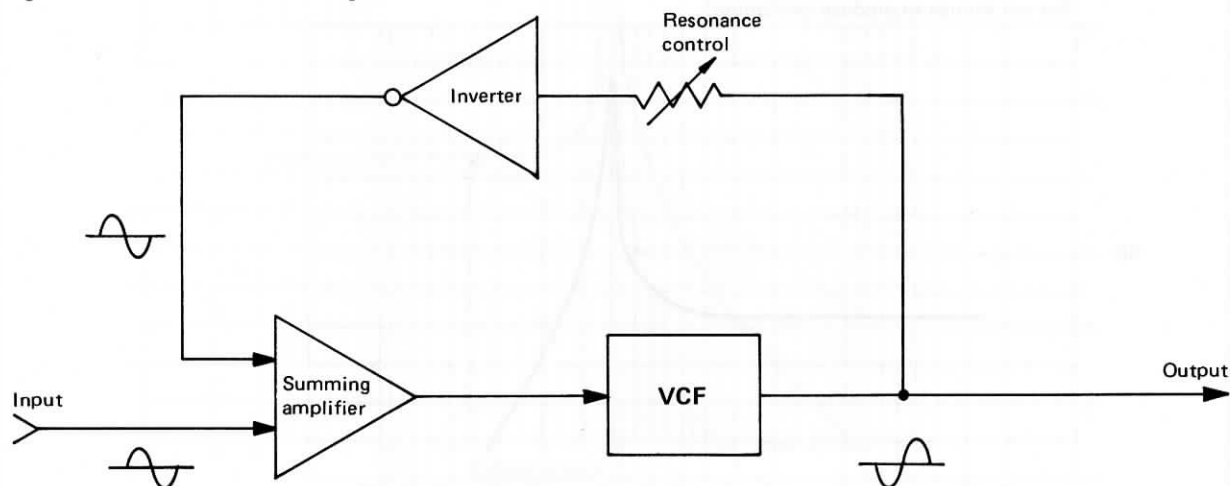 Resonance
control
Inverter
Summing
amplifier
VCF
Input
Output